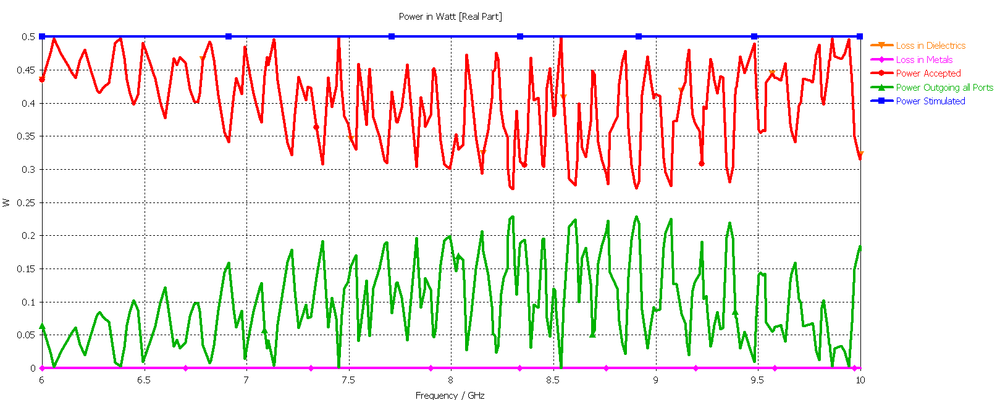 Power in Watt [Real Part]
0.5
0.45
0.4
0.35
0.3
0.25
0.2
0.15
0.1
0.05
0
W
6
6.5
7
7.5
8
8.5
9
9.5
10
Frequency / GHz
Loss in Dielectrics
Loss in Metals
Power Accepted
Power Outgoing all Ports
Power Stimulated